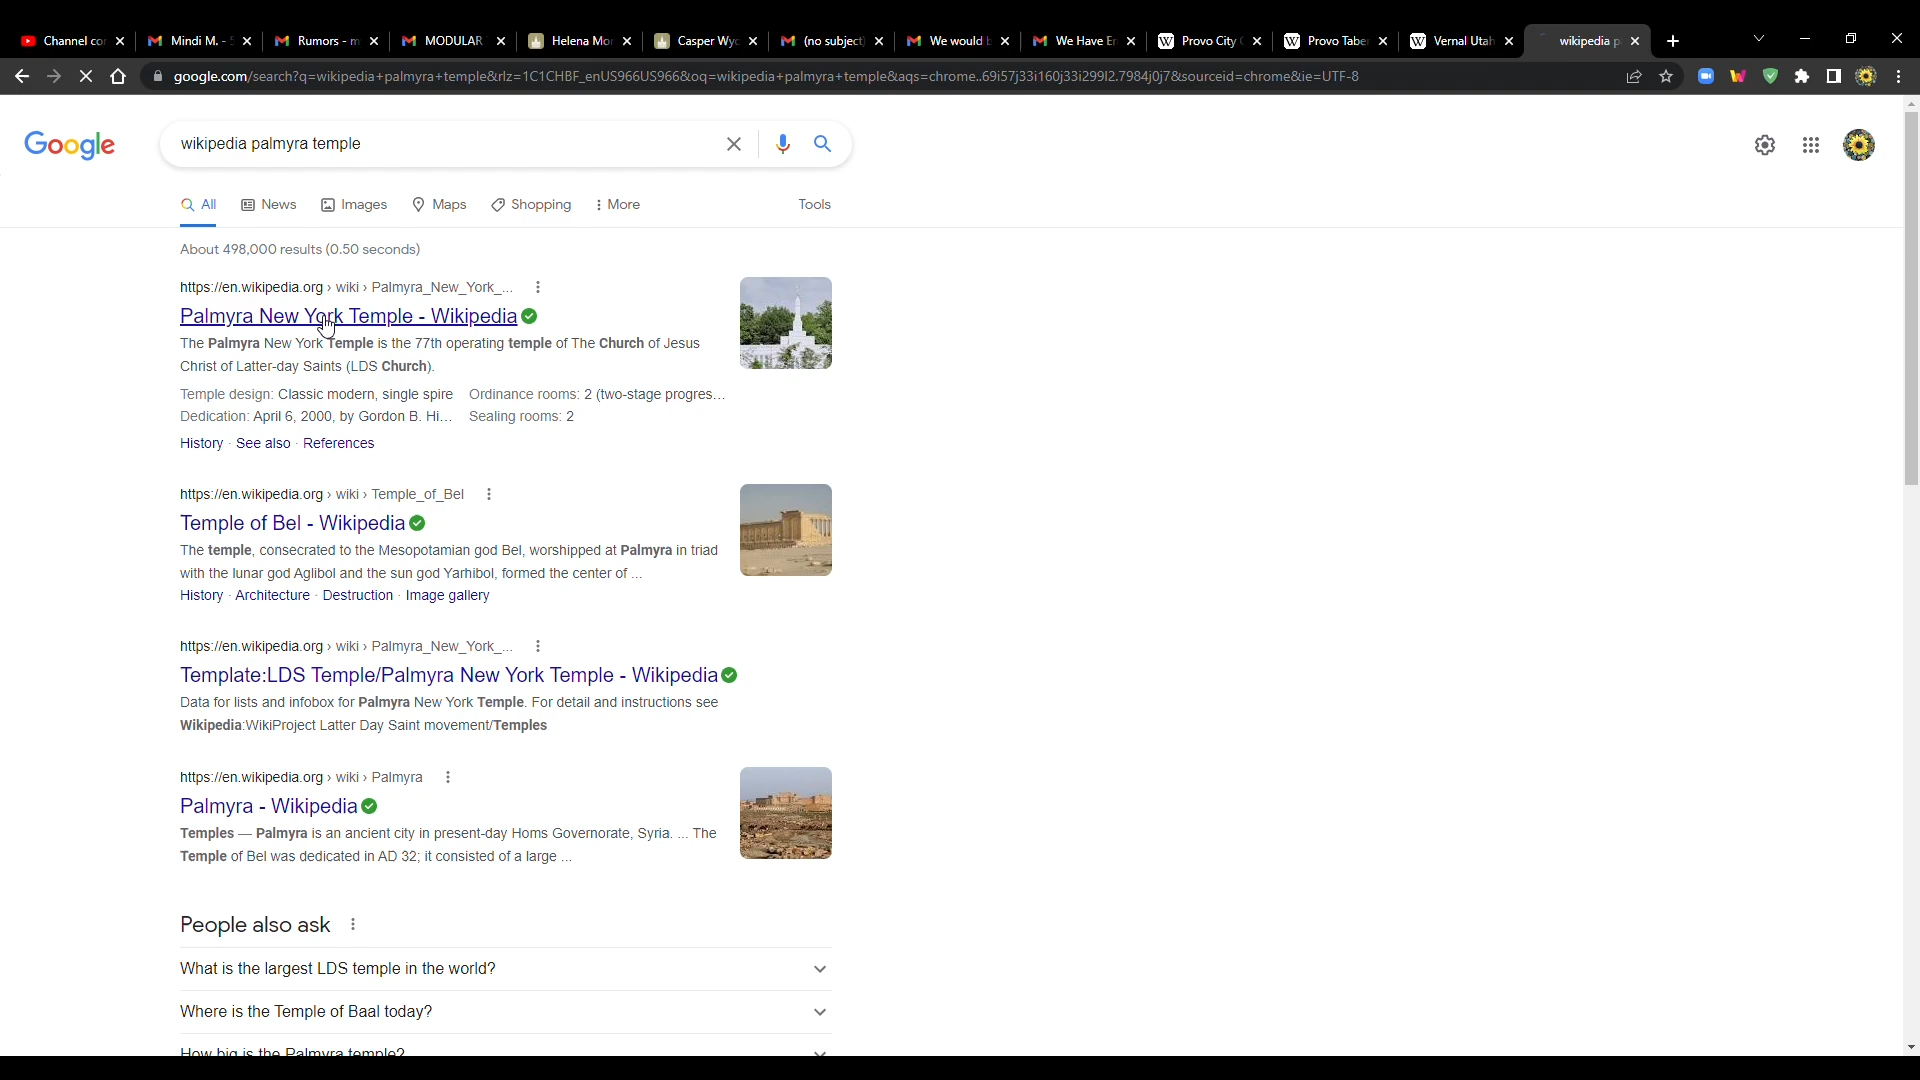 Channel co
Mindi M. -
Rumors - m
MODULAR
Helena Mo
Casper Wy
(no subject
We would b
We Have E
Provo City
Provo Tabe
Vernal Utah
wikipedia p
google.com/search?q=wikipedia+palmyra+temple&rlz=1C1CHBF_enUS966US966&oq=wikipedia+palmyra+temple&aqs=chrome..69i57j33i160j33i299l2.7984j0j7&sourceid=chrome&ie=UTF-8
Google
wikipedia palmyra temple
All News Images Maps Shopping More Tools
About 498,000 results (0.50 seconds)
https://en.wikipedia.org › wiki › Palmyra_New_York_...
Palmyra New York Temple - Wikipedia
The Palmyra New York Temple is the 77th operating temple of The Church of Jesus
Christ of Latter-day Saints (LDS Church).
Temple design: Classic modern, single spire Ordinance rooms: 2 (two-stage progres...
Dedication: April 6, 2000, by Gordon B. Hi... Sealing rooms: 2
History · See also · References
https://en.wikipedia.org › wiki › Temple_of_Bel
Temple of Bel - Wikipedia
The temple, consecrated to the Mesopotamian god Bel, worshipped at Palmyra in triad
with the lunar god Aglibol and the sun god Yarhibol, formed the center of ...
History · Architecture · Destruction · Image gallery
https://en.wikipedia.org › wiki › Palmyra_New_York_...
Template:LDS Temple/Palmyra New York Temple - Wikipedia
Data for lists and infobox for Palmyra New York Temple. For detail and instructions see
Wikipedia:WikiProject Latter Day Saint movement/Temples
https://en.wikipedia.org › wiki › Palmyra
Palmyra - Wikipedia
Temples — Palmyra is an ancient city in present-day Homs Governorate, Syria. ... The
Temple of Bel was dedicated in AD 32; it consisted of a large ...
People also ask
What is the largest LDS temple in the world?
Where is the Temple of Baal today?
How big is the Palmyra temple?